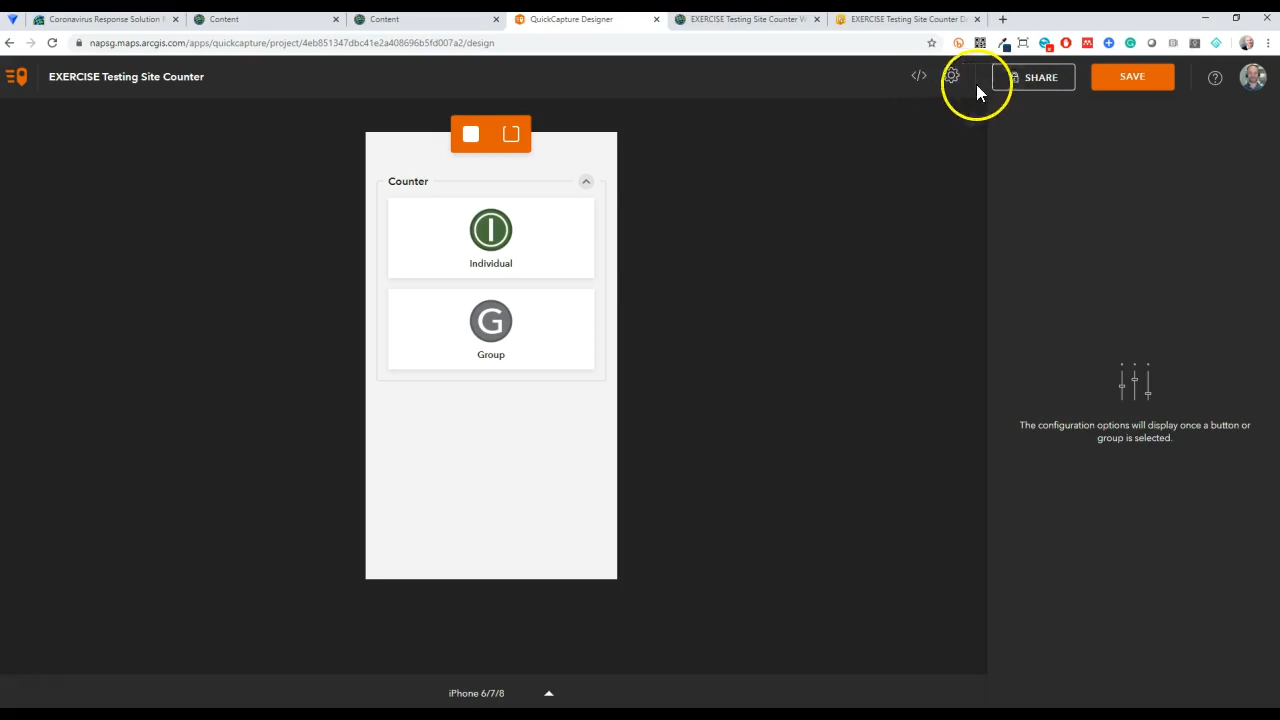 Coronavirus Response Solution
Content
Content
QuickCapture Designer
EXERCISE Testing Site Counter W
EXERCISE Testing Site Counter D
napsg.maps.arcgis.com/apps/quickcapture/project/4eb851347dbc41e2a408696b5fd007a2/design
EXERCISE Testing Site Counter
</>
SHARE
SAVE
Counter
Individual
G
Group
The configuration options will display once a button or
group is selected.
iPhone 6/7/8